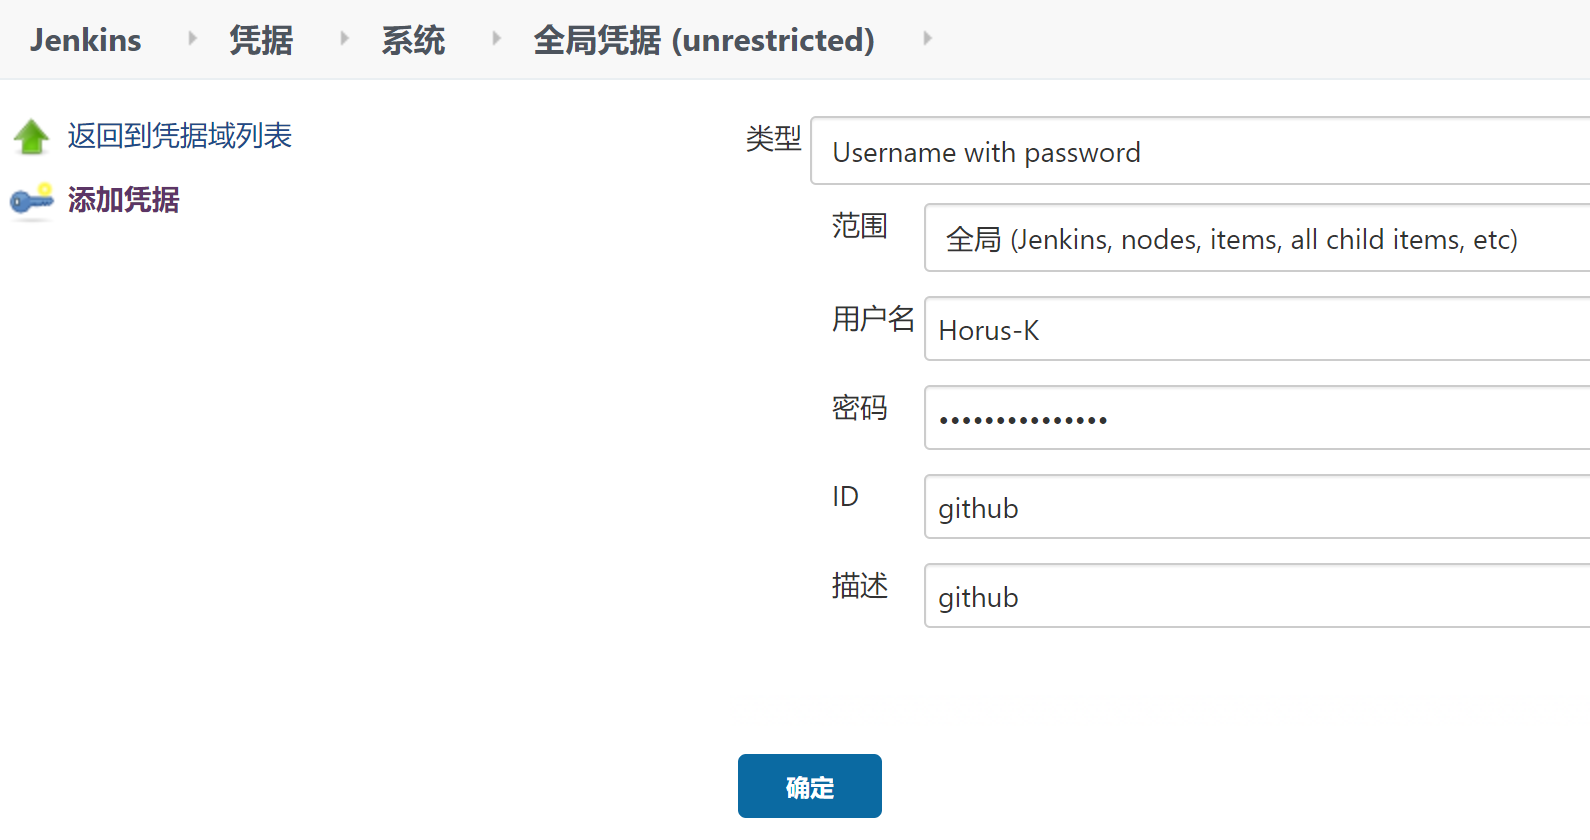 Jenkins 凭据 系统 全局凭据 (unrestricted)
返回到凭据域列表
添加凭据
类型 Username with password
范围 全局 (Jenkins, nodes, items, all child items, etc)
用户名 Horus-K
密码 •••••••••••••••
ID github
描述 github
确定